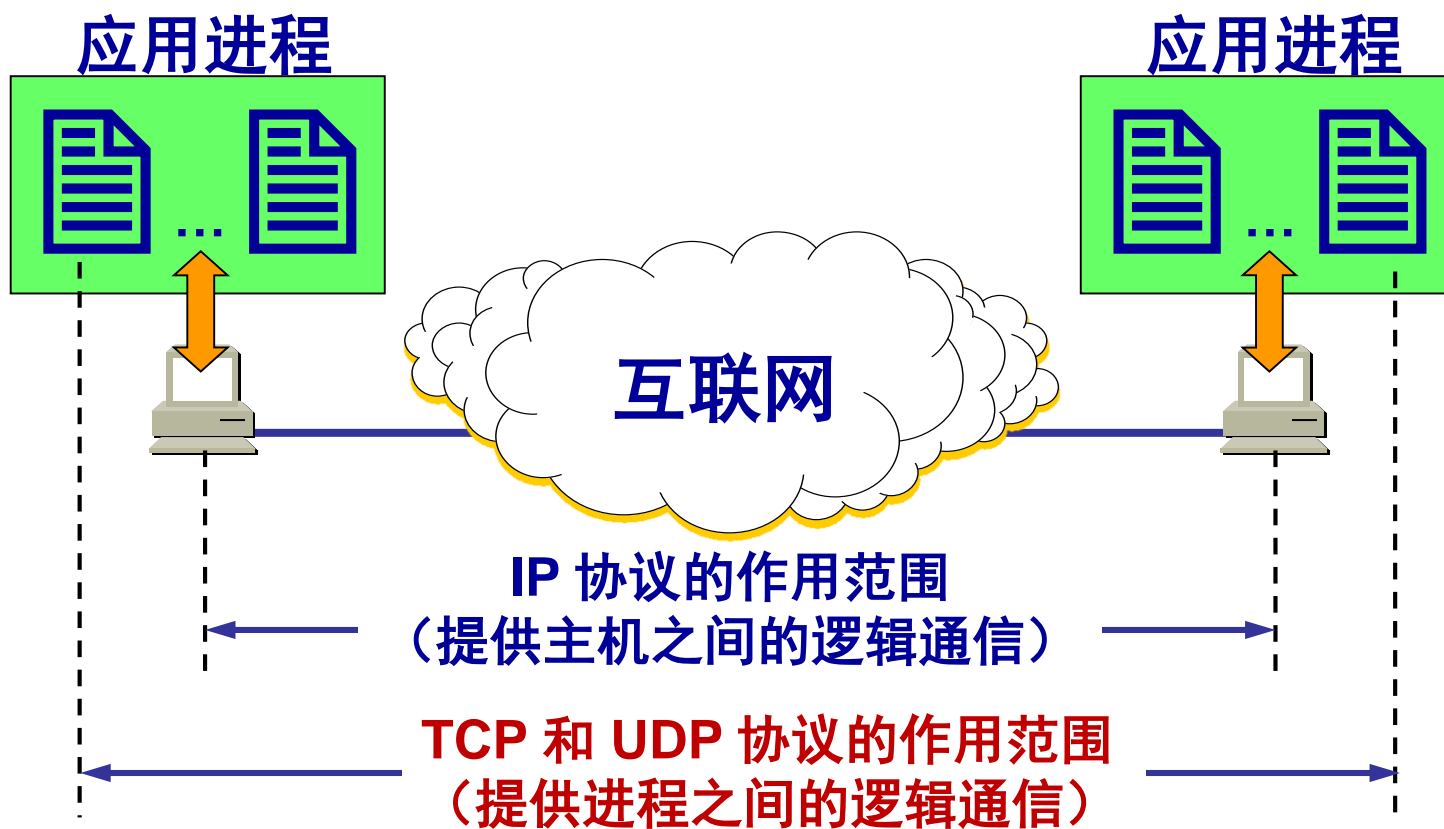 应用进程
应用进程
…
…
…
…
互联网
IP 协议的作用范围
（提供主机之间的逻辑通信）
TCP 和 UDP 协议的作用范围
（提供进程之间的逻辑通信）